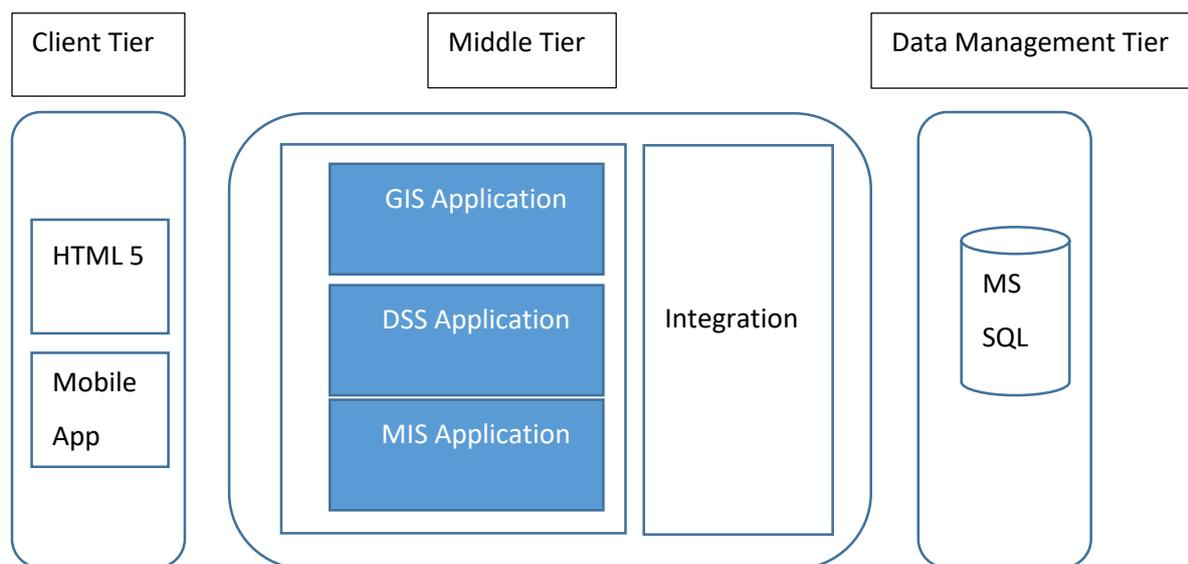 Client Tier
Middle Tier
Data Management Tier
HTML 5
Mobile
App
GIS Application
DSS Application
MIS Application
Integration
MS
SQL